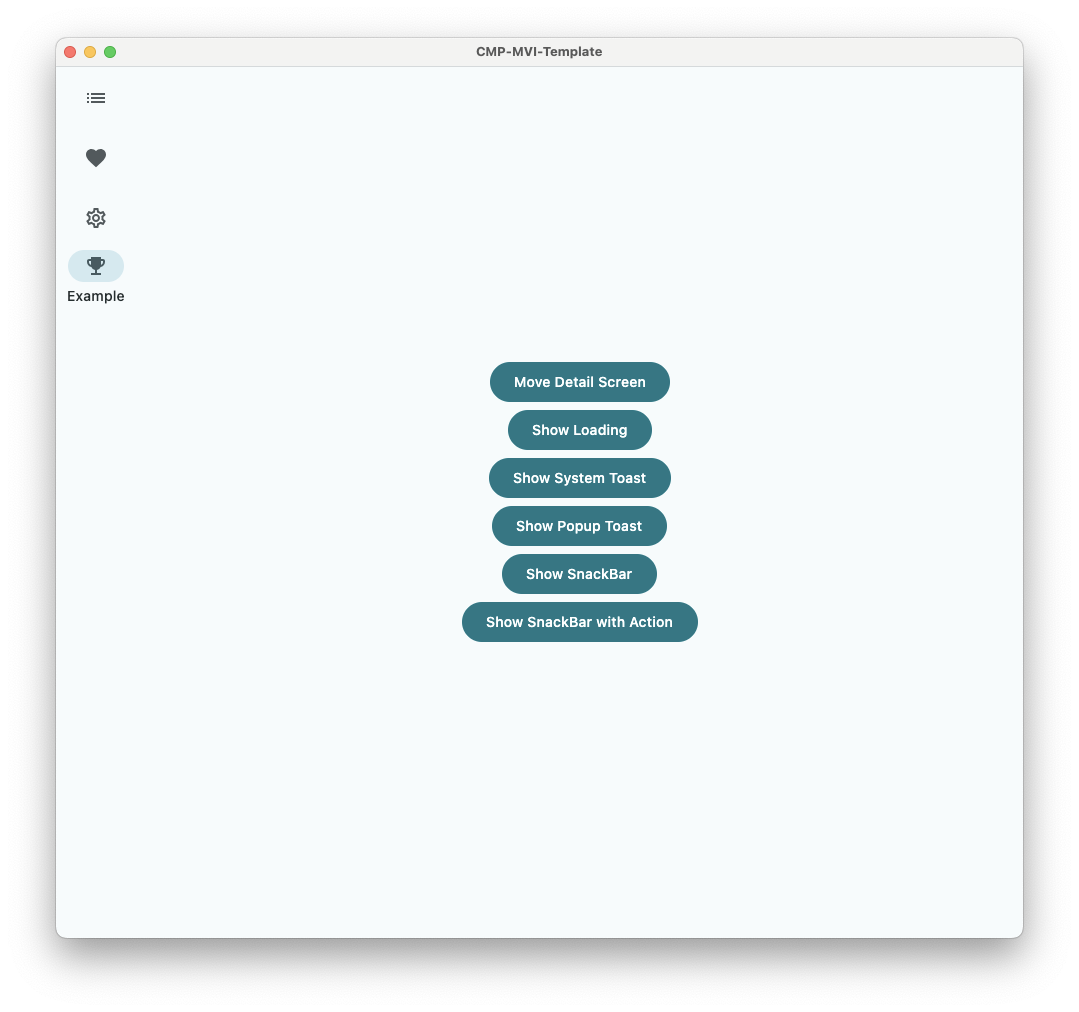 CMP-MVI-Template
Example
Move Detail Screen
Show Loading
Show System Toast
Show Popup Toast
Show SnackBar
Show SnackBar with Action